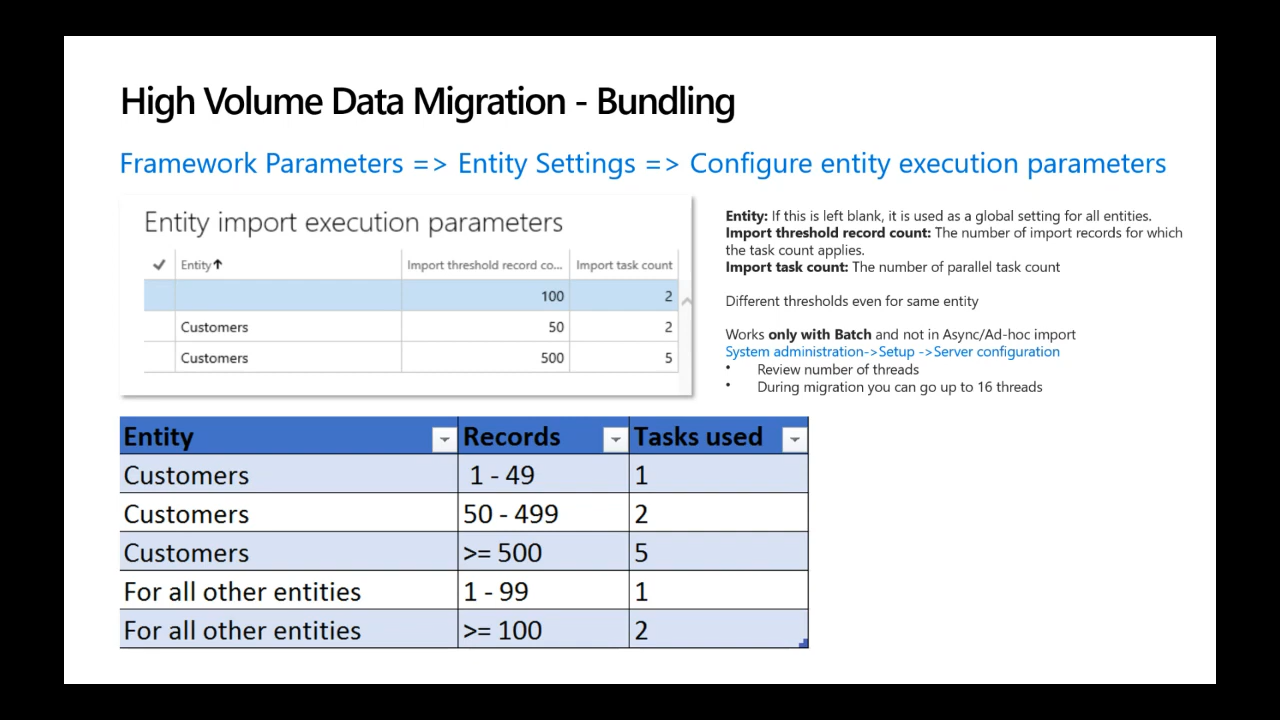 High Volume Data Migration - Bundling
Framework Parameters => Entity Settings => Configure entity execution parameters
Entity import execution parameters
Entity Import threshold record co... Import task count
100 2
Customers 50 2
Customers 500 5
Entity: If this is left blank, it is used as a global setting for all entities.
Import threshold record count: The number of import records for which
the task count applies.
Import task count: The number of parallel task count
Different thresholds even for same entity
Works only with Batch and not in Async/Ad-hoc import
System administration->Setup ->Server configuration
• Review number of threads
• During migration you can go up to 16 threads
Entity Records Tasks used
Customers 1 - 49 1
Customers 50 - 499 2
Customers >= 500 5
For all other entities 1 - 99 1
For all other entities >= 100 2